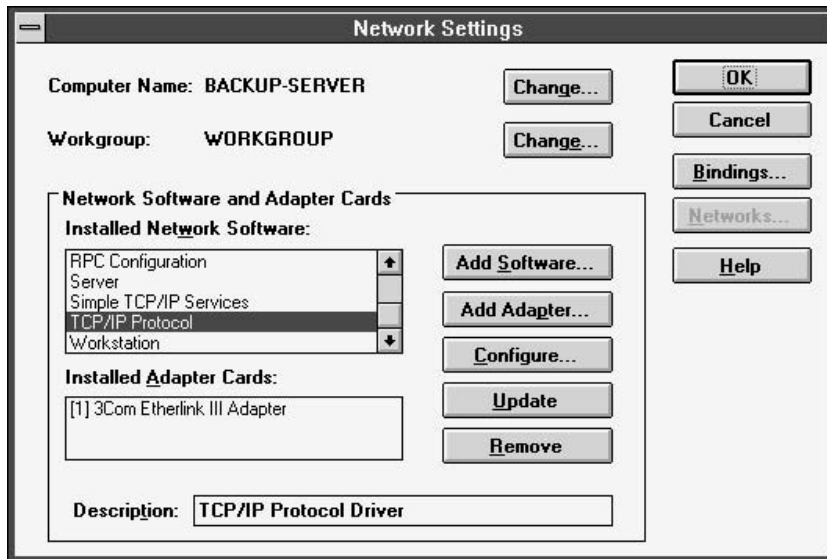 Network Settings
Computer Name: BACKUP-SERVER Change...
Workgroup: WORKGROUP Change...
OK
Cancel
Bindings...
Networks...
Help
Network Software and Adapter Cards
Installed Network Software:
RPC Configuration
Server
Simple TCP/IP Services
TCP/IP Protocol
Workstation
Add Software...
Add Adapter...
Configure...
Update
Remove
Installed Adapter Cards:
[1] 3Com Etherlink III Adapter
Description: TCP/IP Protocol Driver